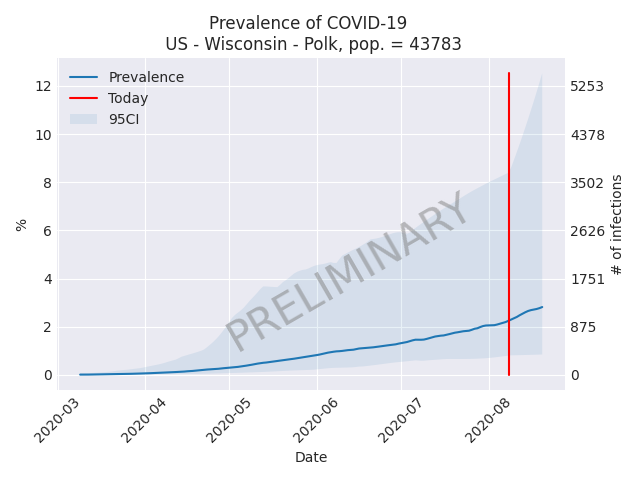 Prevalence of COVID-19
US - Wisconsin - Polk, pop. = 43783
Prevalence
Today
95CI
PRELIMINARY
%
12
10
8
6
4
2
0
5253
4378
3502
2626
1751
875
0
# of infections
2020-03
2020-04
2020-05
2020-06
2020-07
2020-08
Date